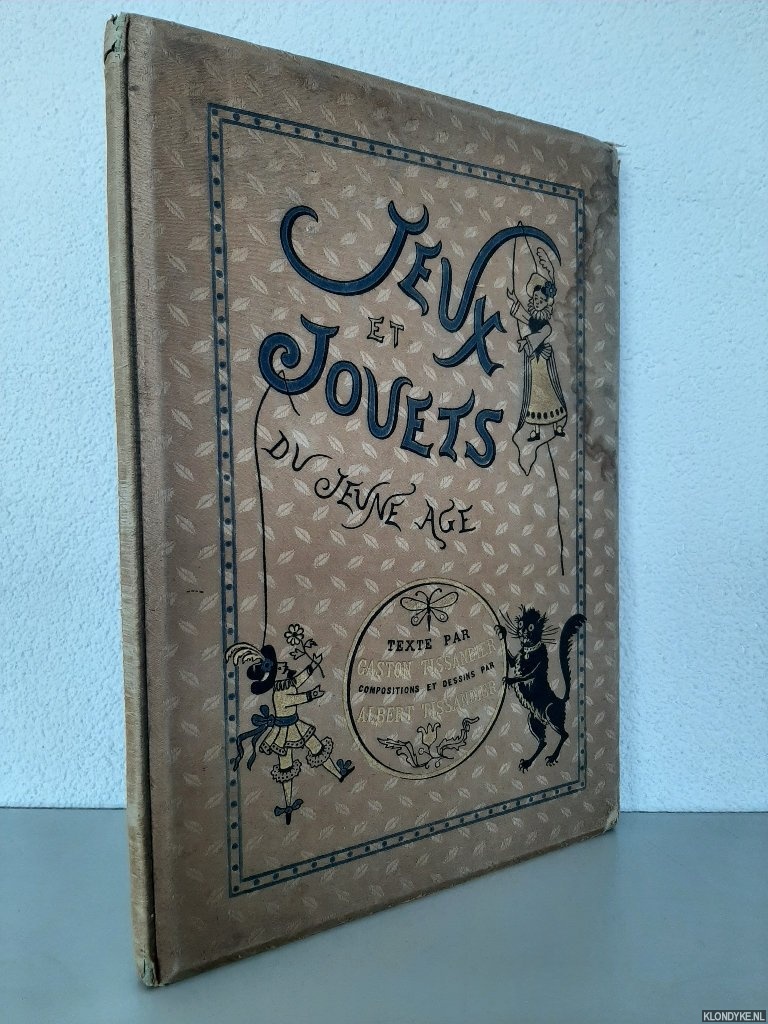 JEUX
ET
JOUETS
DU JEUNE AGE
TEXTE PAR
GASTON TISSANDIER
COMPOSITIONS ET DESSINS PAR
ALBERT TISSANDIER
KLONDYKE.NL